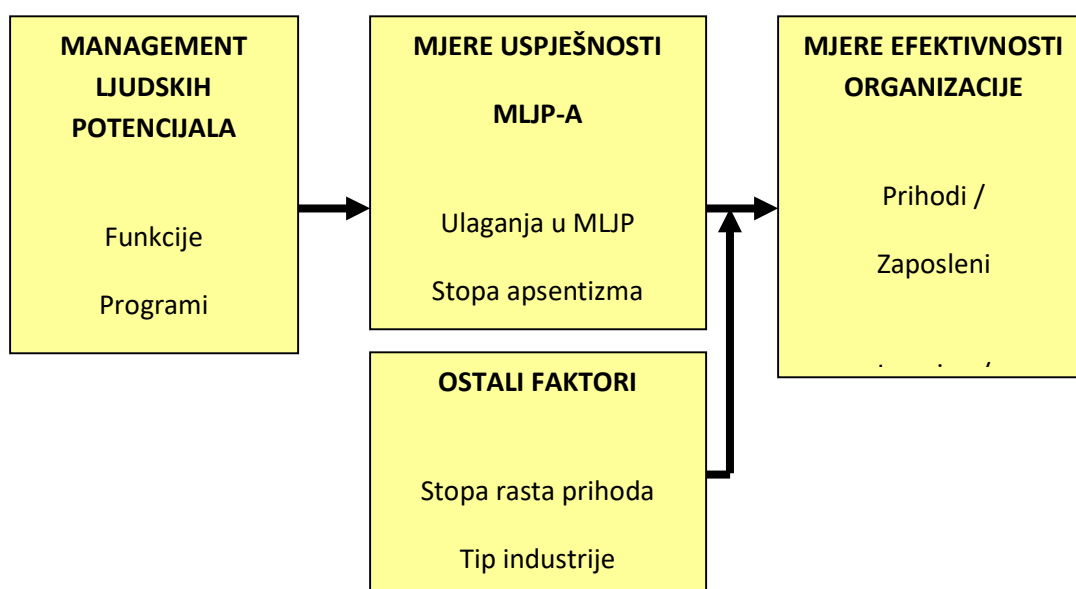 MANAGEMENT
LJUDSKIH
POTENCIJALA
Funkcije
Programi
MJERE USPJEŠNOSTI
MLJP-A
Ulaganja u MLJP
Stopa apsentizma
MJERE EFEKTIVNOSTI
ORGANIZACIJE
Prihodi /
Zaposleni
OSTALI FAKTORI
Stopa rasta prihoda
Tip industrije